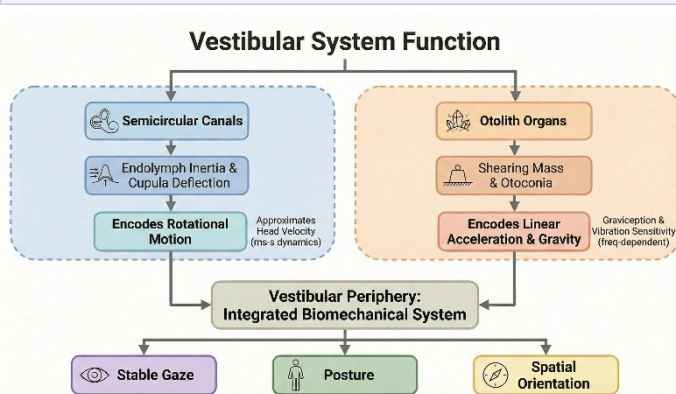 Vestibular System Function
Semicircular Canals
Endolymph Inertia &
Cupula Deflection
Encodes Rotational
Motion
Approximates
Head Velocity
(ms-s dynamics)
Otolith Organs
Shearing Mass
& Otoconia
Encodes Linear
Acceleration & Gravity
Graviception &
Vibration Sensitivity
(freq-dependent)
Vestibular Periphery:
Integrated Biomechanical System
Stable Gaze
Posture
Spatial
Orientation